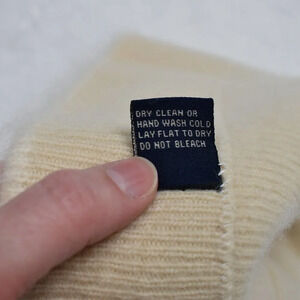 DRY CLEAN OR
HAND WASH COLD
LAY FLAT TO DRY
DO NOT BLEACH